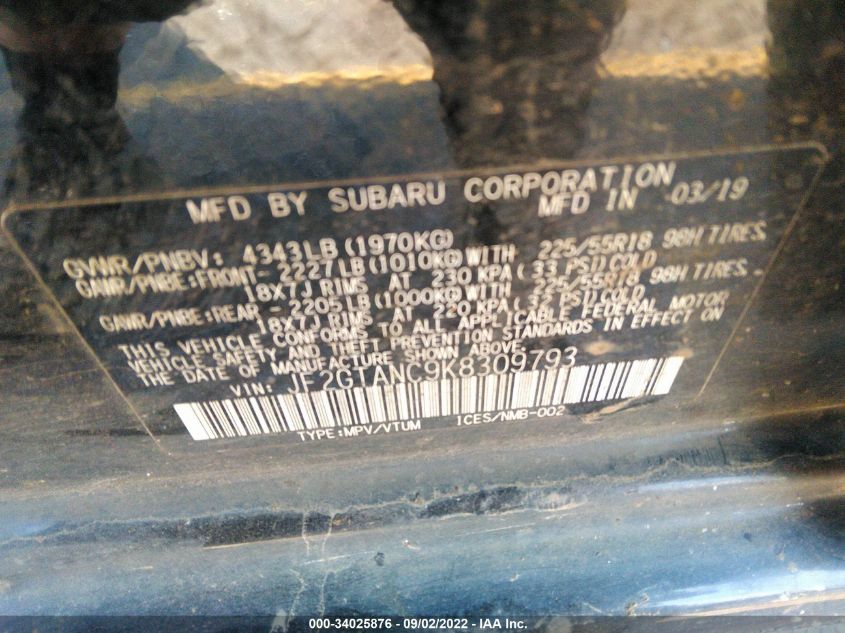 MFD BY SUBARU CORPORATION
MFD IN 03/19
GVWR/PNBV: 4343LB(1970KG)
GAWR/PNBE:FRONT- 2227LB(1010KG)WITH 225/55R18 98H TIRES,
18X7J RIMS AT 230 KPA( 33 PSI)COLD
GAWR/PNBE:REAR - 2205LB(1000KG)WITH 225/55R18 98H TIRES,
18X7J RIMS AT 220 KPA( 32 PSI)COLD
THIS VEHICLE CONFORMS TO ALL APPLICABLE FEDERAL MOTOR
VEHICLE SAFETY AND THEFT PREVENTION STANDARDS IN EFFECT ON
THE DATE OF MANUFACTURE SHOWN ABOVE.
VIN: JF2GTANC9K8309793
TYPE:MPV/VTUM ICES/NMB-002
000-34025876 - 09/02/2022 - IAA Inc.